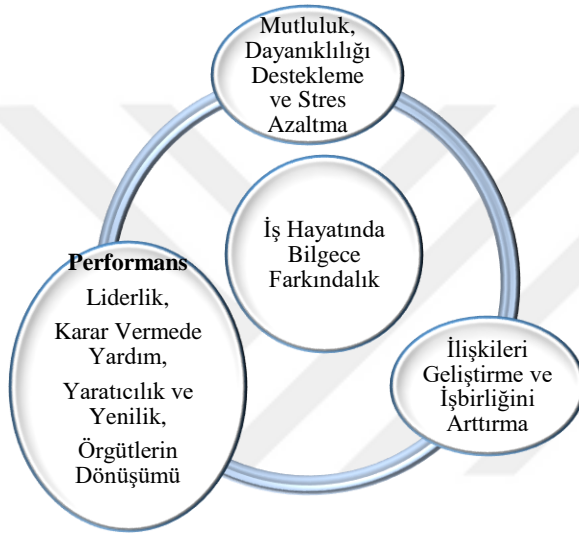 Mutluluk,
Dayanıklılığı
Destekleme
ve Stres
Azaltma
İş Hayatında
Bilgece
Farkındalık
Performans
Liderlik,
Karar Vermede
Yardım,
Yaratıcılık ve
Yenilik,
Örgütlerin
Dönüşümü
İlişkileri
Geliştirme ve
İşbirliğini
Arttırma